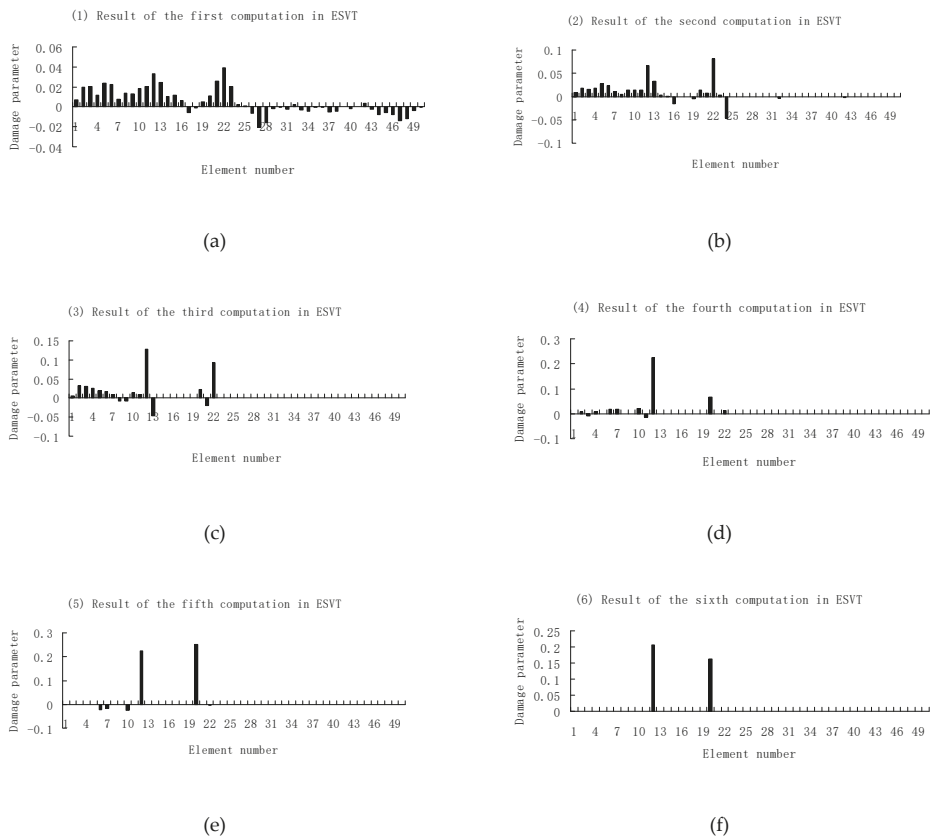 (1) Result of the first computation in ESVT
0.06
0.04
0.02
0
-0.02
-0.04
Damage parameter
1 4 7 10 13 16 19 22 25 28 31 34 37 40 43 46 49
Element number
(a)
(2) Result of the second computation in ESVT
0.1
0.05
0
-0.05
-0.1
Damage parameter
1 4 7 10 13 16 19 22 25 28 31 34 37 40 43 46 49
Element number
(b)
(3) Result of the third computation in ESVT
0.15
0.1
0.05
0
-0.05
-0.1
Damage parameter
1 4 7 10 13 16 19 22 25 28 31 34 37 40 43 46 49
Element number
(c)
(4) Result of the fourth computation in ESVT
0.3
0.2
0.1
0
-0.1
Damage parameter
1 4 7 10 13 16 19 22 25 28 31 34 37 40 43 46 49
Element number
(d)
(5) Result of the fifth computation in ESVT
0.3
0.2
0.1
0
-0.1
Damage parameter
1 4 7 10 13 16 19 22 25 28 31 34 37 40 43 46 49
Element number
(e)
(6) Result of the sixth computation in ESVT
0.25
0.2
0.15
0.1
0.05
0
Damage parameter
1 4 7 10 13 16 19 22 25 28 31 34 37 40 43 46 49
Element number
(f)